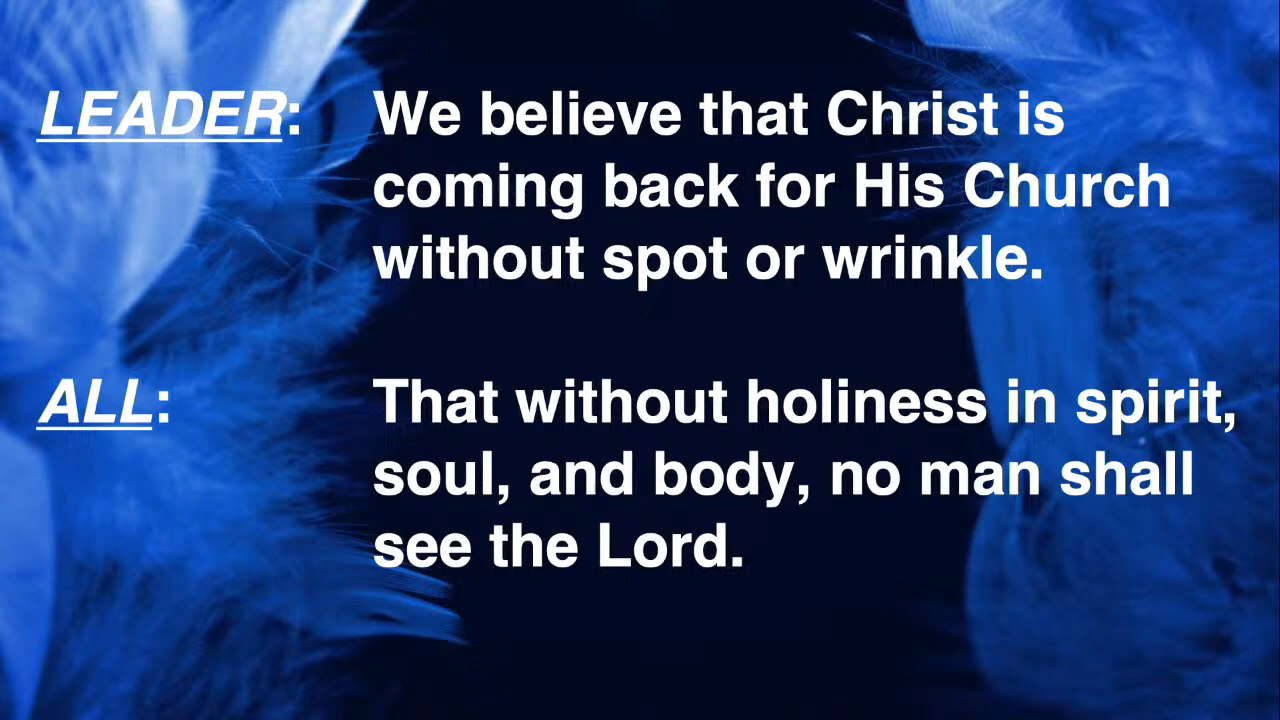 LEADER: We believe that Christ is
coming back for His Church
without spot or wrinkle.
ALL: That without holiness in spirit,
soul, and body, no man shall
see the Lord.